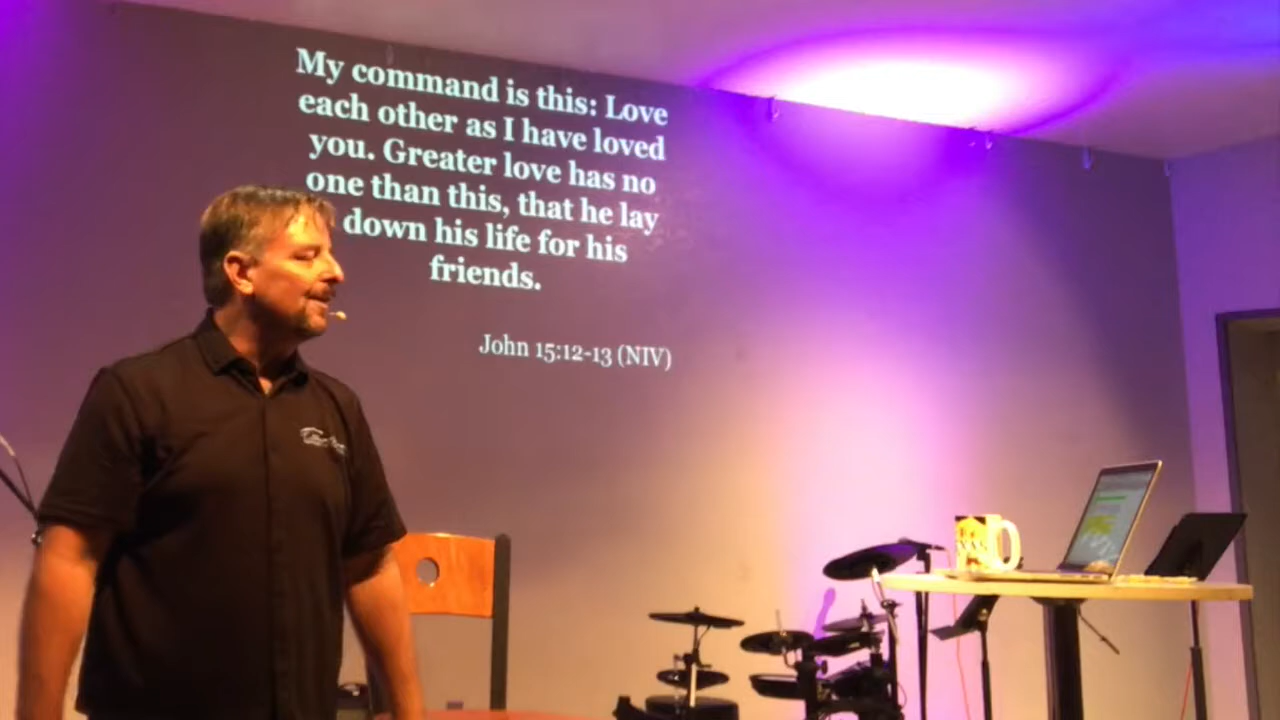 My command is this: Love
each other as I have loved
you. Greater love has no
one than this, that he lay
down his life for his
friends.
John 15:12-13 (NIV)